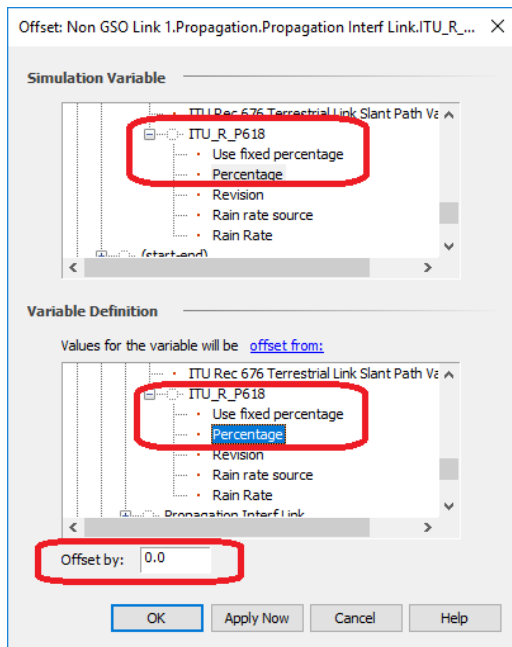 Offset: Non GSO Link 1.Propagation.Propagation Interf Link.ITU_R_...
Simulation Variable
ITU Rec 676 Terrestrial Link Slant Path Va
ITU_R_P618
Use fixed percentage
Percentage
Revision
Rain rate source
Rain Rate
(start-end)
Variable Definition
Values for the variable will be offset from:
ITU Rec 676 Terrestrial Link Slant Path Va
ITU_R_P618
Use fixed percentage
Percentage
Revision
Rain rate source
Rain Rate
Propagation Interf Link
Offset by: 0.0
OK Apply Now Cancel Help